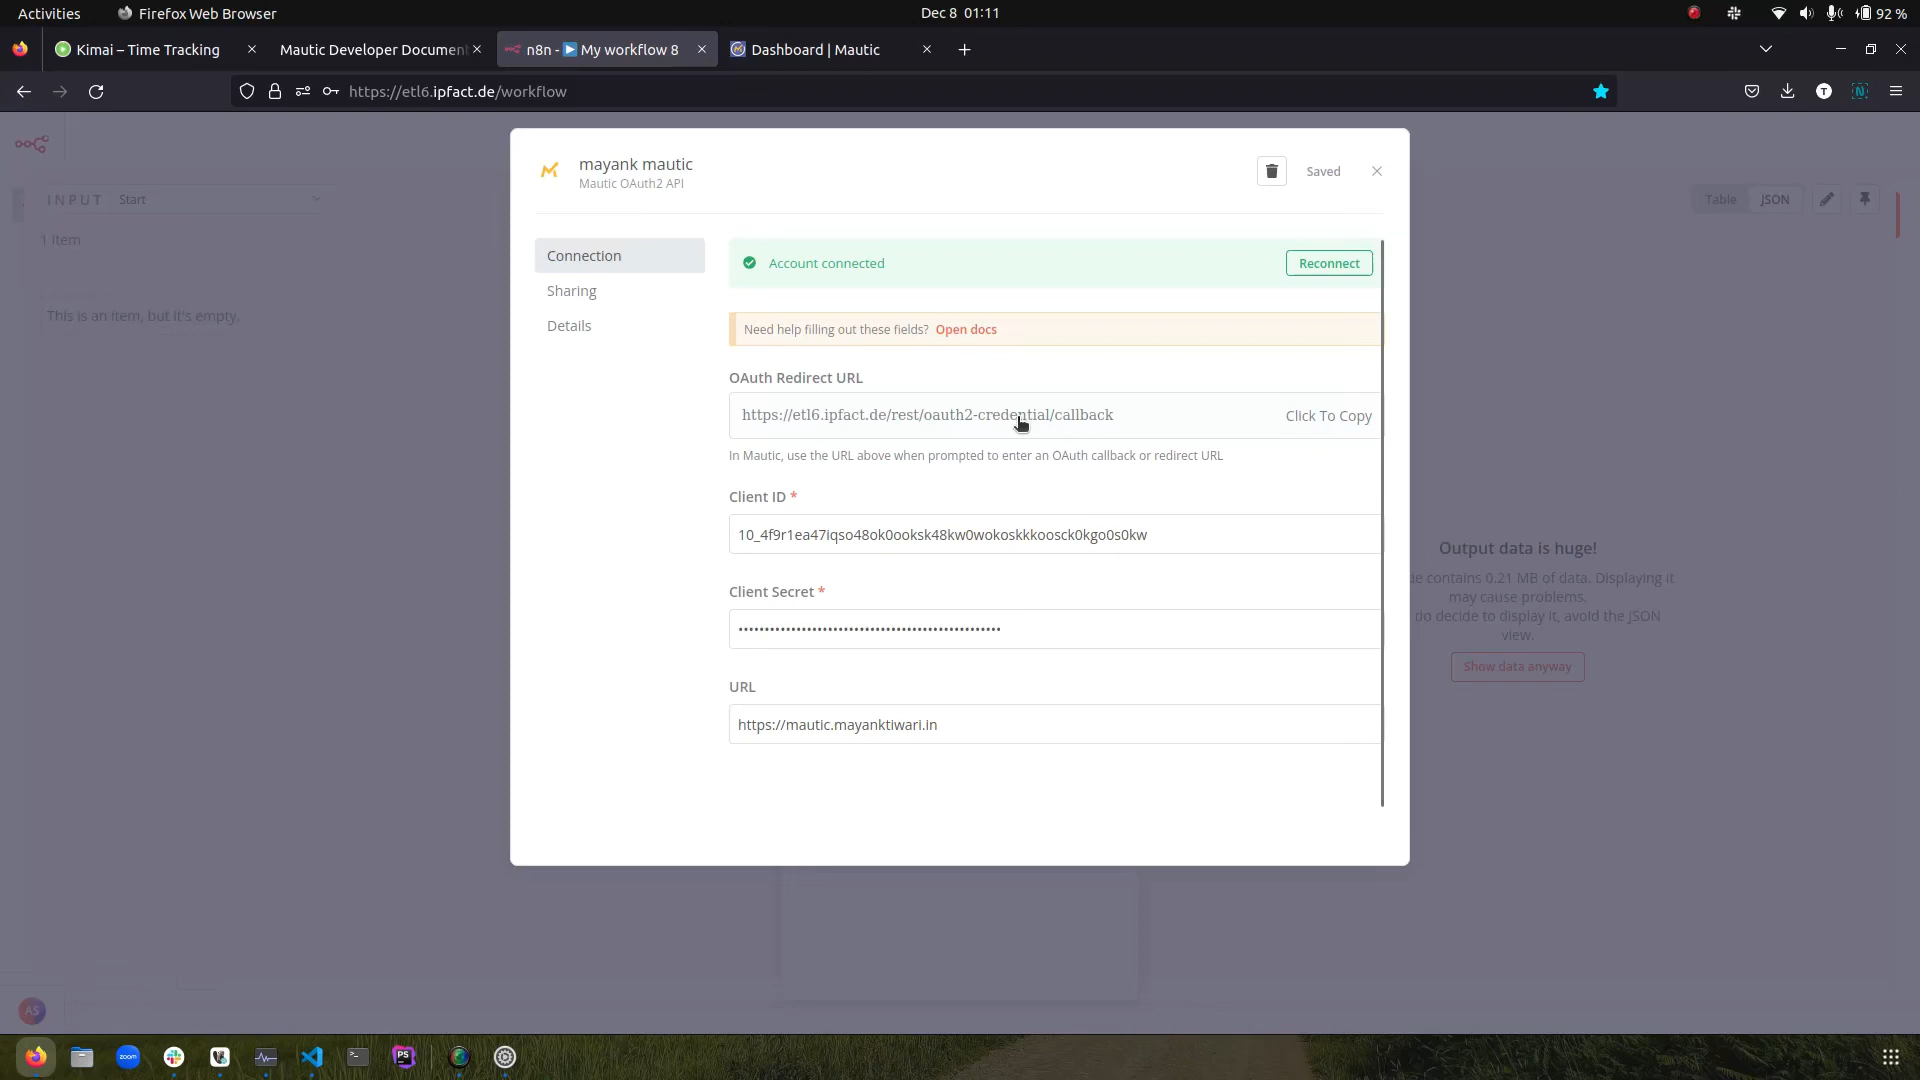 Activities
Firefox Web Browser
Dec 8 01:11
92 %
Kimai – Time Tracking
Mautic Developer Documen
n8n - My workflow 8
Dashboard | Mautic
https://etl6.ipfact.de/workflow
mayank mautic
Mautic OAuth2 API
Saved
INPUT
Start
Table
JSON
1 item
This is an item, but it's empty.
Connection
Sharing
Details
Account connected
Reconnect
Need help filling out these fields? Open docs
OAuth Redirect URL
https://etl6.ipfact.de/rest/oauth2-credential/callback
Click To Copy
In Mautic, use the URL above when prompted to enter an OAuth callback or redirect URL
Client ID *
10_4f9r1ea47iqso48ok0ooksk48kw0wokoskkkoosck0kgo0s0kw
Client Secret *
••••••••••••••••••••••••••••••••••••••••••••••••••
URL
https://mautic.mayanktiwari.in
Output data is huge!
contains 0.21 MB of data. Displaying it
may cause problems.
do decide to display it, avoid the JSON
view.
Show data anyway
AS
zoom
PS